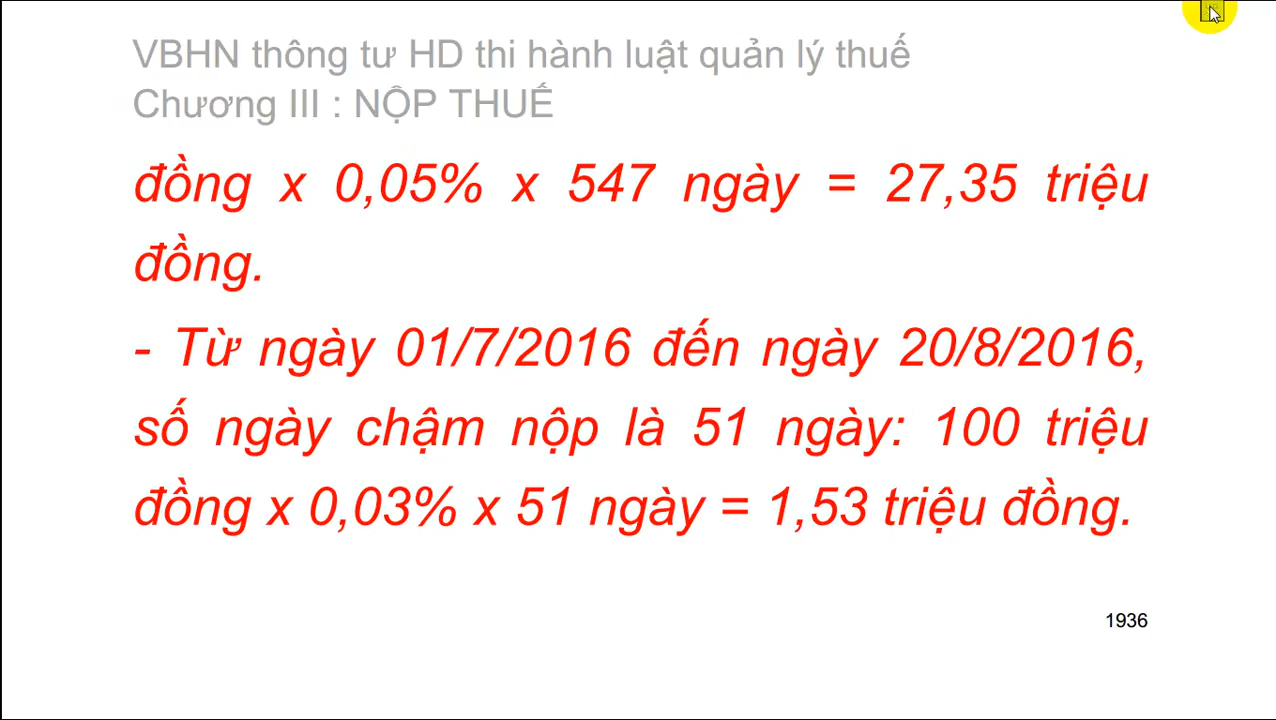 VBHN thông tư HD thi hành luật quản lý thuế
Chương III : NỘP THUẾ
đồng x 0,05% x 547 ngày = 27,35 triệu
đồng.
- Từ ngày 01/7/2016 đến ngày 20/8/2016,
số ngày chậm nộp là 51 ngày: 100 triệu
đồng x 0,03% x 51 ngày = 1,53 triệu đồng.
1936